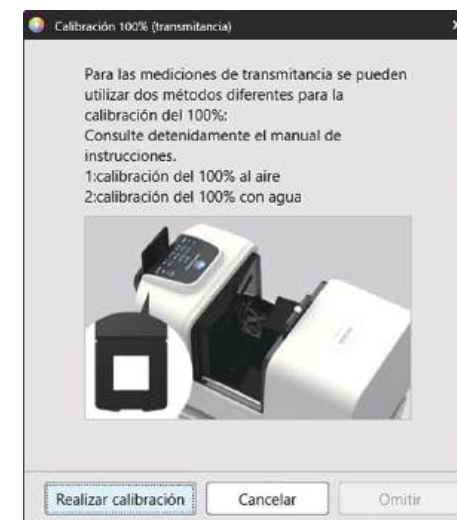 Calibración 100% (transmitancia)
Para las mediciones de transmitancia se pueden
utilizar dos métodos diferentes para la
calibración del 100%:
Consulte detenidamente el manual de
instrucciones.
1:calibración del 100% al aire
2:calibración del 100% con agua
Realizar calibración
Cancelar
Omitir